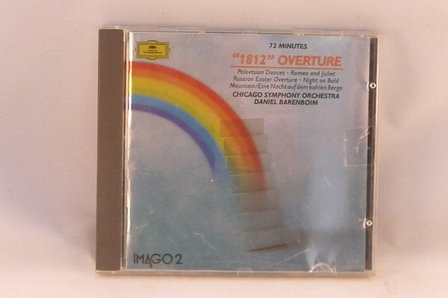 72 MINUTES
"1812" OVERTURE
Polovtsian Dances · Romeo and Juliet
Russian Easter Overture · Night on Bald
Mountain/Eine Nacht auf dem kahlen Berge
CHICAGO SYMPHONY ORCHESTRA
DANIEL BARENBOIM
IMAGO 2